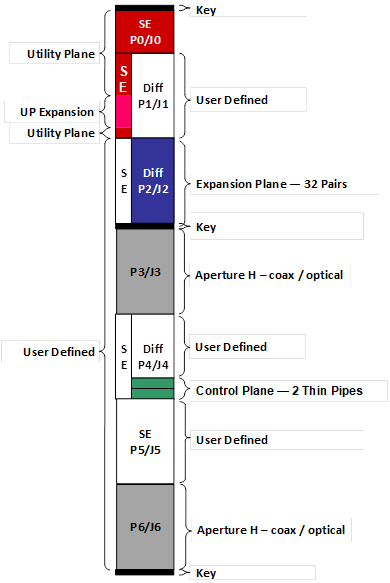 Key
SE
P0/J0
Utility Plane
S
E
Diff
P1/J1
User Defined
UP Expansion
Utility Plane
S
E
Diff
P2/J2
Expansion Plane — 32 Pairs
Key
P3/J3
Aperture H – coax / optical
User Defined
S
E
Diff
P4/J4
User Defined
Control Plane — 2 Thin Pipes
SE
P5/J5
User Defined
P6/J6
Aperture H – coax / optical
Key